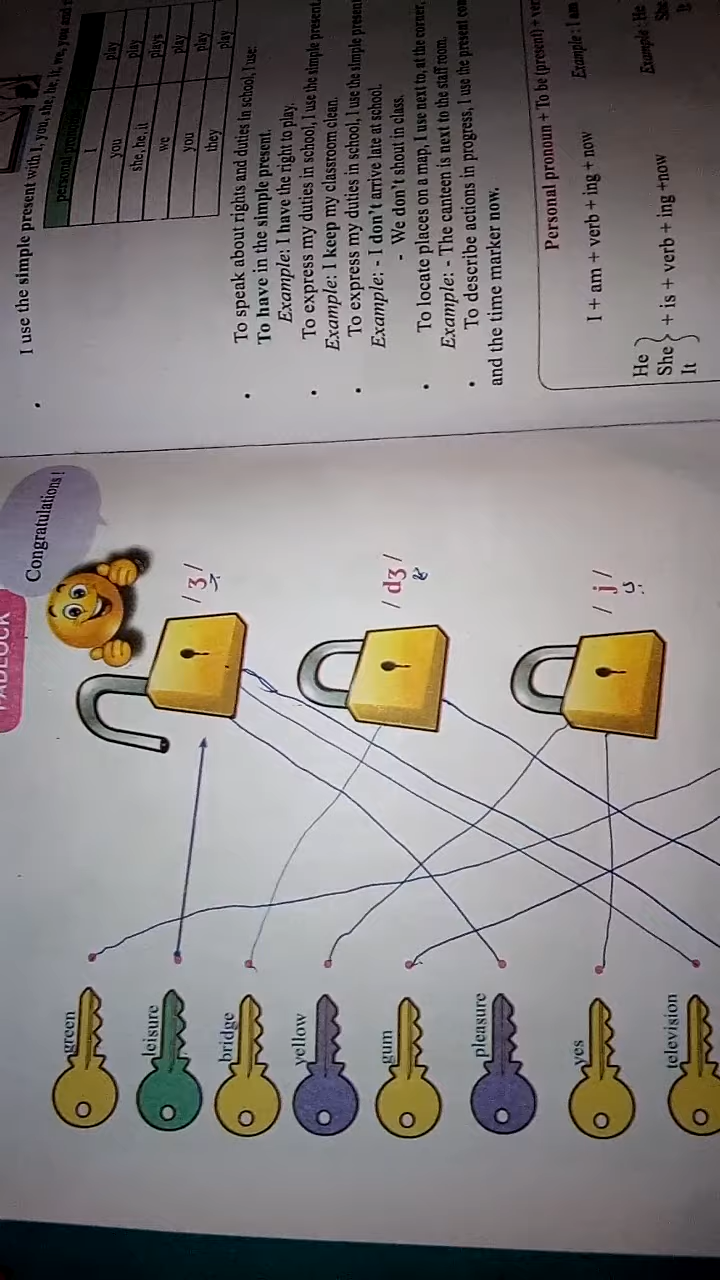 PADLOCK
Congratulations !
green
leisure
bridge
yellow
gum
pleasure
yes
television
/ ʒ /
/ dʒ /
/ j /
ي
I use the simple present with I, you, she, he, it, we, you and
personal pronouns
I play
you play
she, he, it plays
we play
you play
they play
To speak about rights and duties in school, I use:
To have in the simple present.
Example: I have the right to play.
To express my duties in school, I use the simple present.
Example: I keep my classroom clean.
To express my duties in school, I use the simple present
Example: - I don't arrive late at school.
- We don't shout in class.
To locate places on a map, I use next to, at the corner,
Example: - The canteen is next to the staff room.
To describe actions in progress, I use the present con
and the time marker now.
Personal pronoun + To be (present) + ver
I + am + verb + ing + now
Example : I am
He
She
It
+ is + verb + ing +now
Example : He
She
It